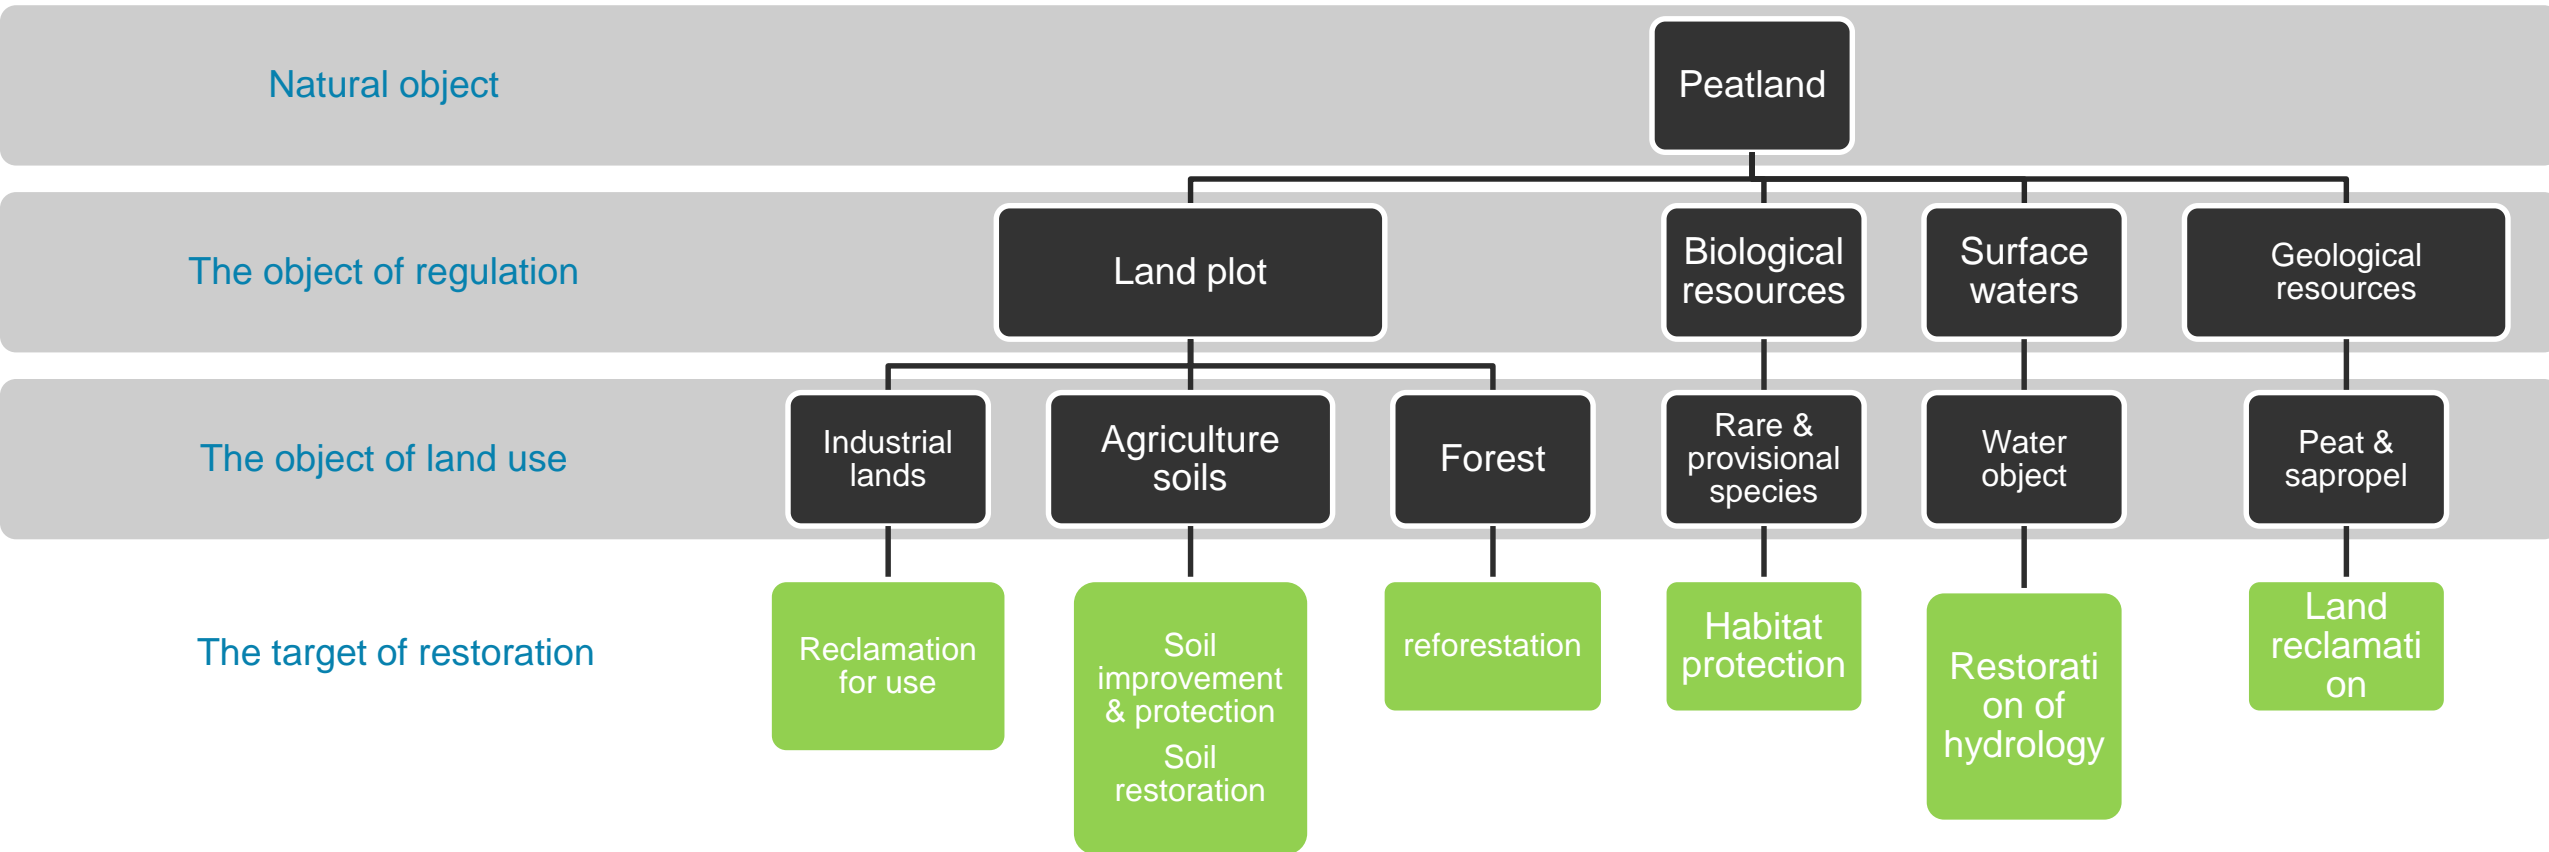 Natural object
Peatland
The object of regulation
Land plot
Biological
resources
Surface
waters
Geological
resources
The object of land use
Industrial
lands
Agriculture
soils
Forest
Rare &
provisional
species
Water
object
Peat &
sapropel
The target of restoration
Reclamation
for use
Soil
improvement
& protection
Soil
restoration
reforestation
Habitat
protection
Restorati
on of
hydrology
Land
reclamati
on